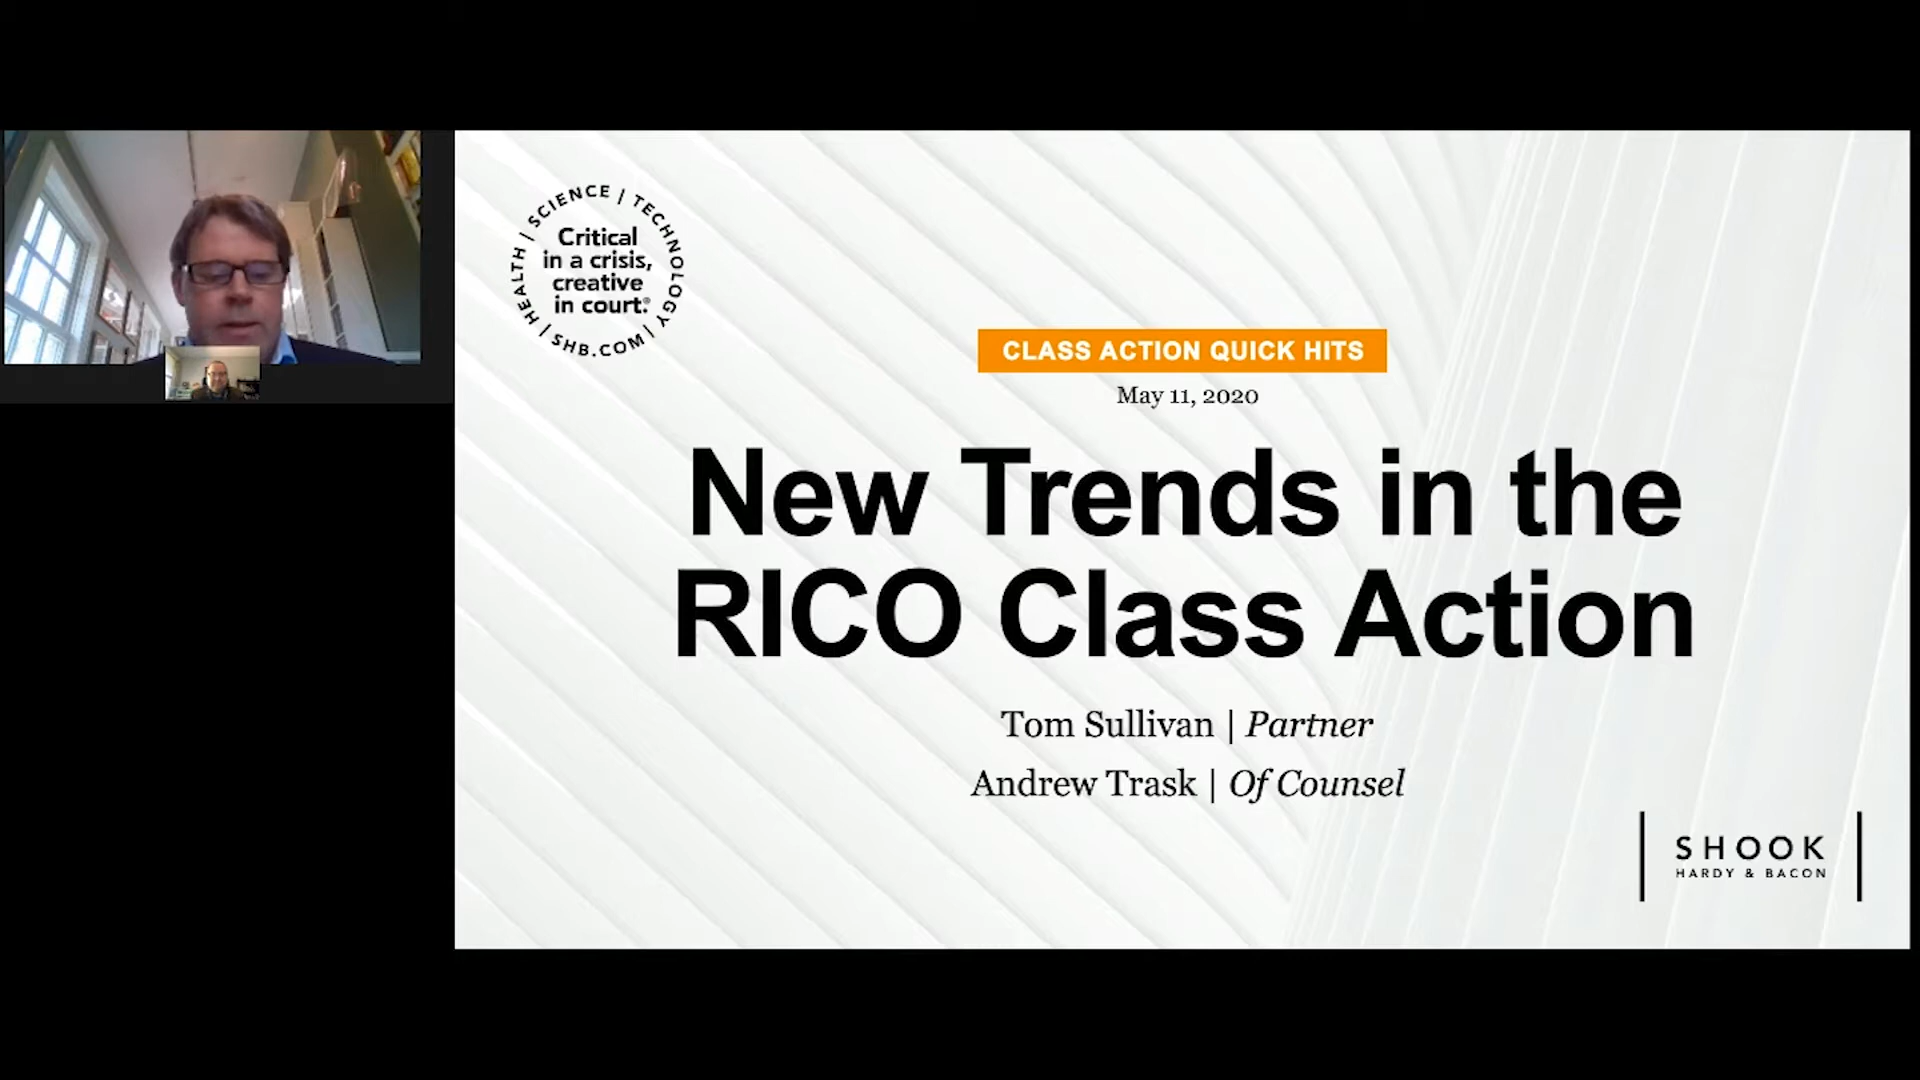 HEALTH | SCIENCE | TECHNOLOGY | SHB.COM |
Critical
in a crisis,
creative
in court.®
CLASS ACTION QUICK HITS
May 11, 2020
New Trends in the
RICO Class Action
Tom Sullivan | Partner
Andrew Trask | Of Counsel
SHOOK
HARDY & BACON